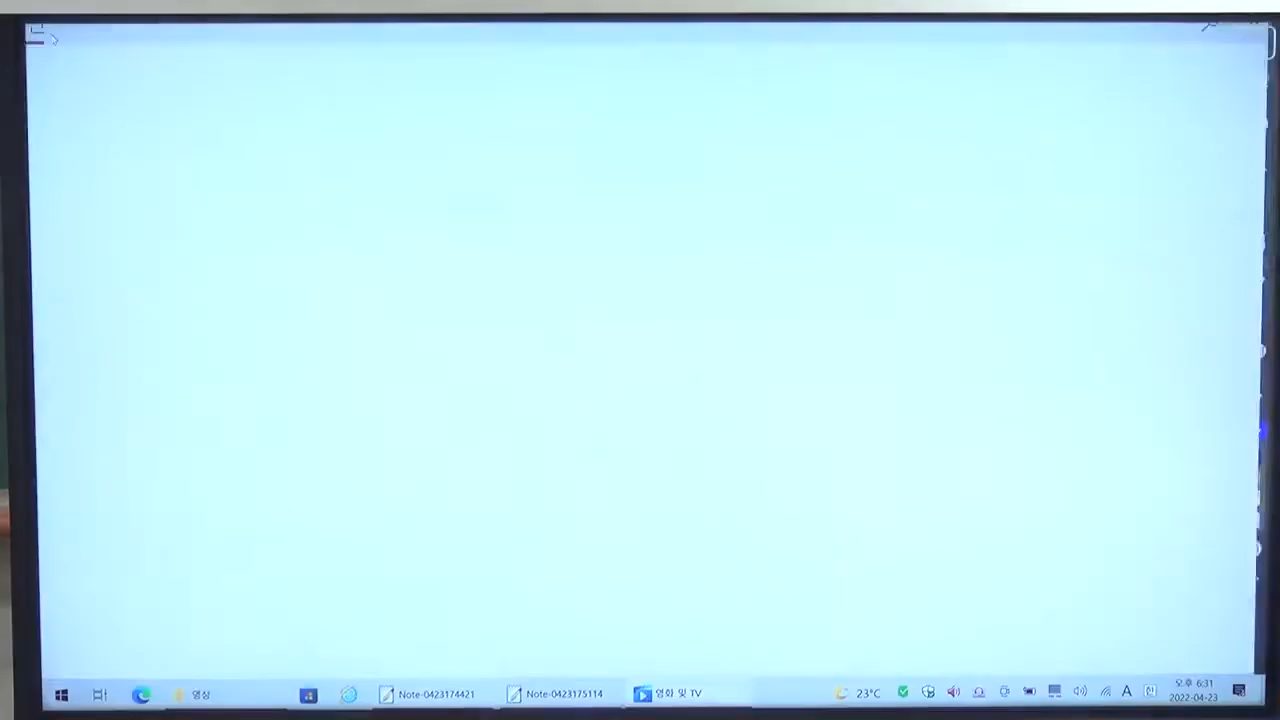 영상
Note-0423174421
Note-0423175114
영화 및 TV
23°C
A
오후 6:31
2022-04-23